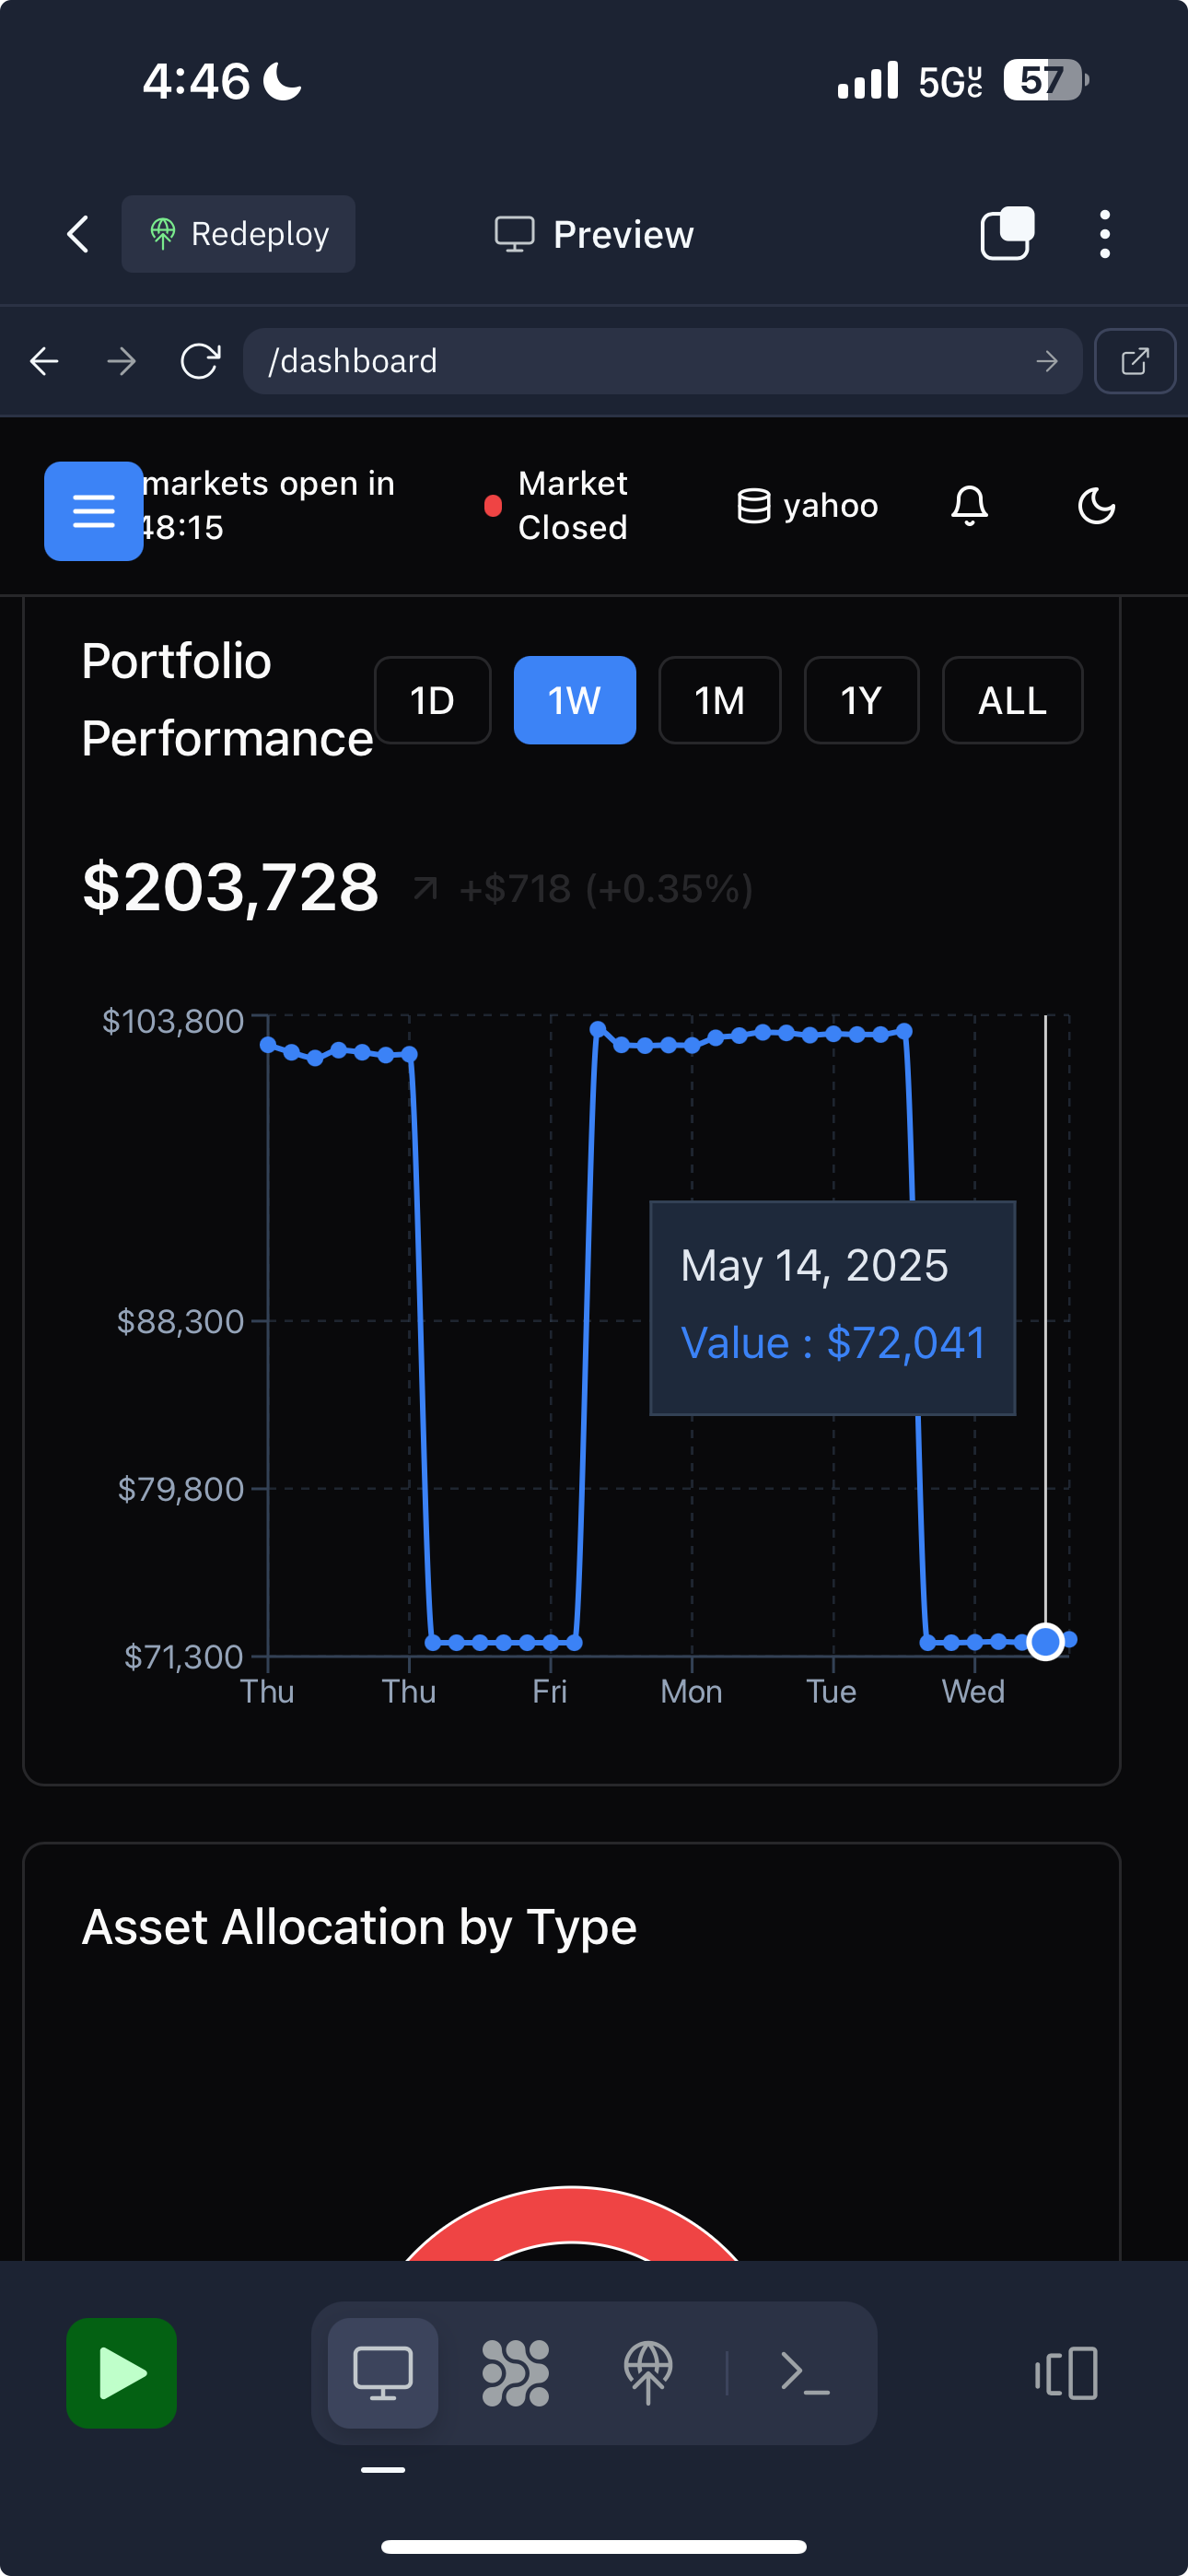 4:46
5G UC
57
Redeploy
Preview
/dashboard
markets open in
48:15
Market
Closed
yahoo
Portfolio
Performance
1D
1W
1M
1Y
ALL
$203,728
+$718 (+0.35%)
$103,800
$88,300
$79,800
$71,300
May 14, 2025
Value : $72,041
Thu
Thu
Fri
Mon
Tue
Wed
Asset Allocation by Type